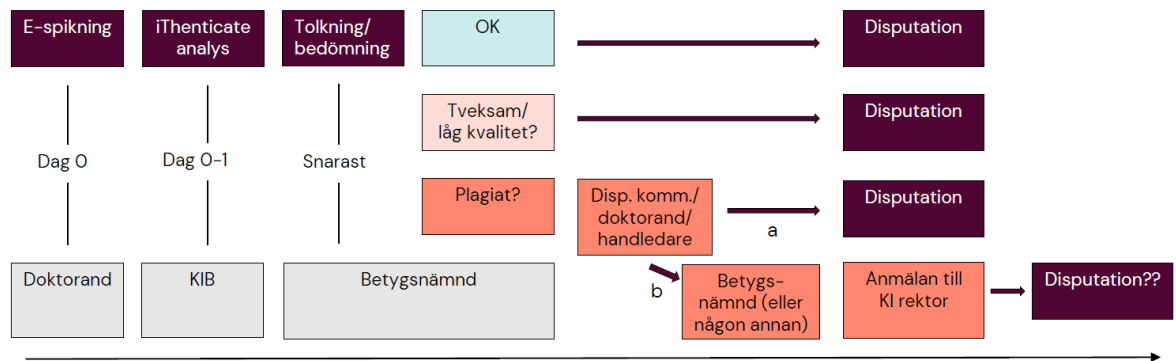 E-spikning
iThenticate
analys
Tolkning/
bedömning
OK
Disputation
Tveksam/
låg kvalitet?
Disputation
Dag 0
Dag 0-1
Snarast
Plagiat?
Disp. komm./
doktorand/
handledare
a
Disputation
Doktorand
KIB
Betygsnämnd
b
Betygs-
nämnd (eller
någon annan)
Anmälan till
KI rektor
Disputation??